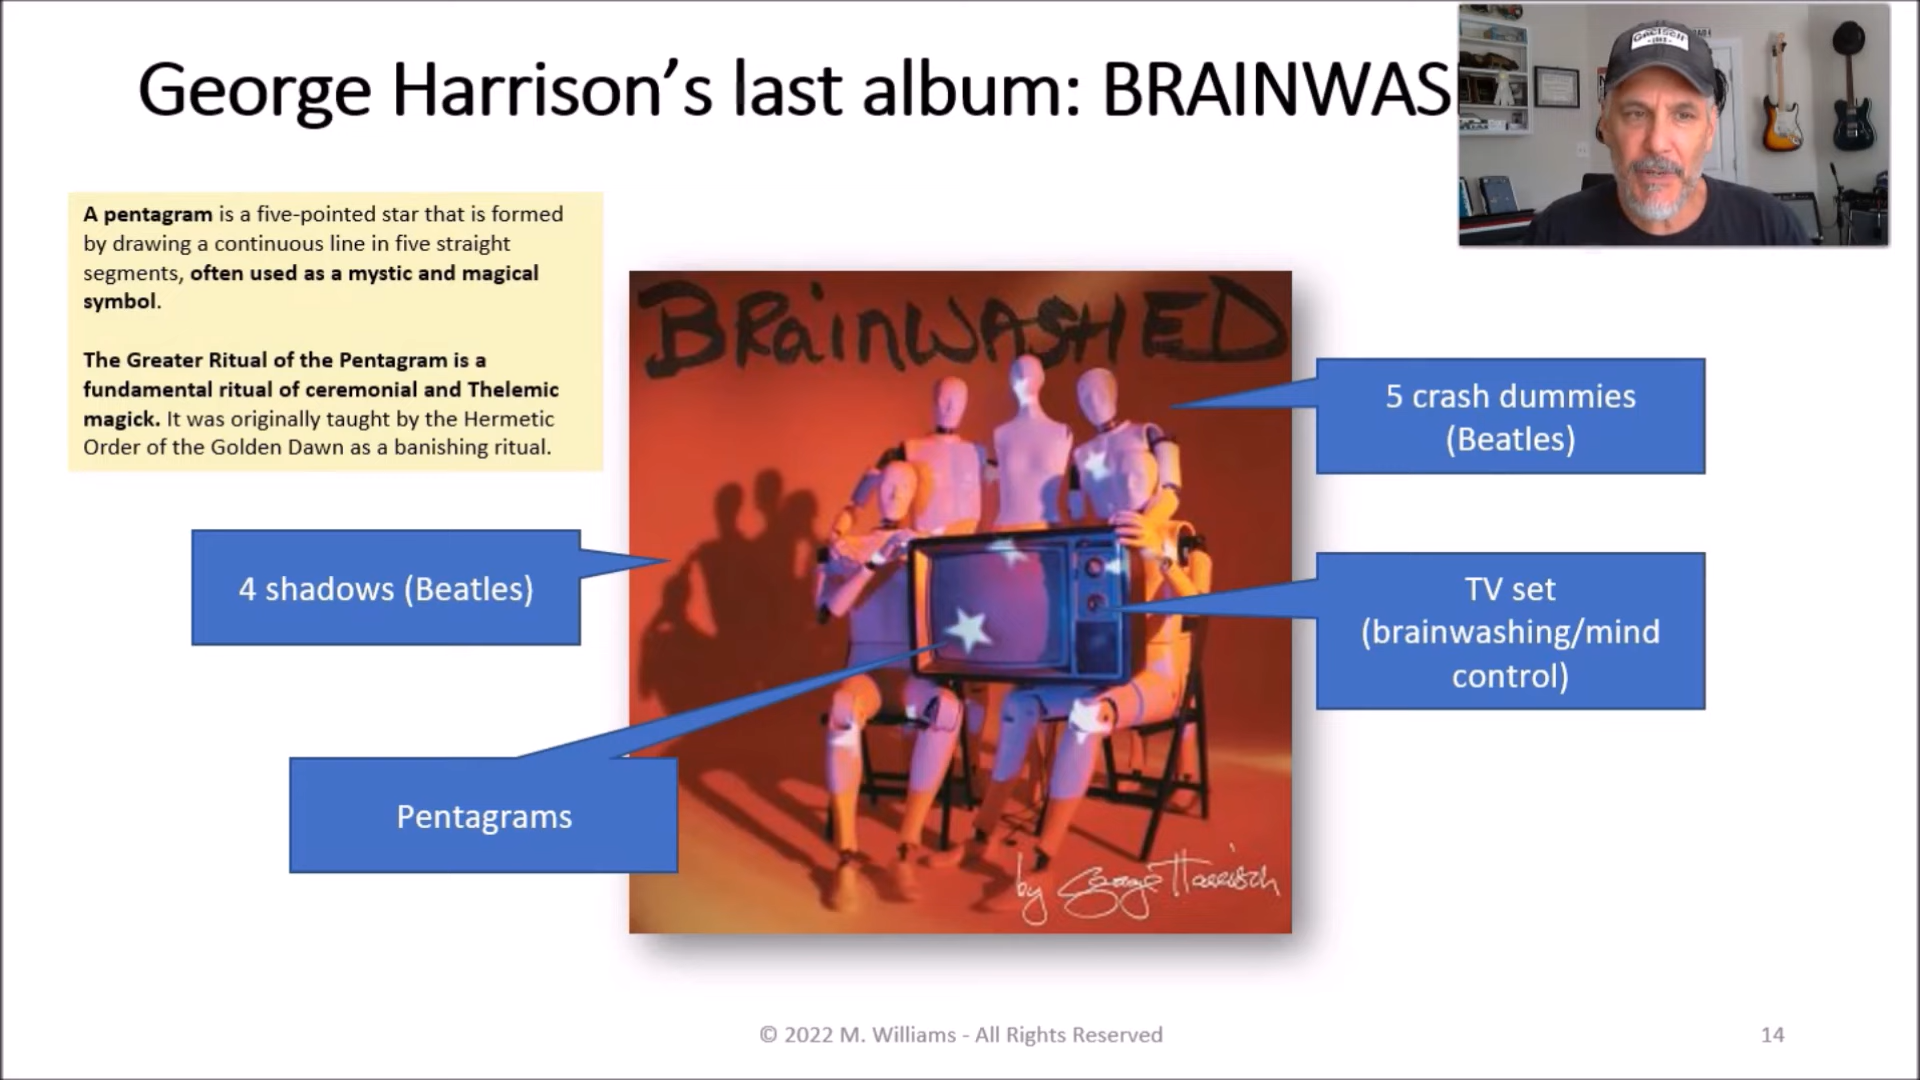 George Harrison's last album: BRAINWAS
GRETSCH
A pentagram is a five-pointed star that is formed
by drawing a continuous line in five straight
segments, often used as a mystic and magical
symbol.
The Greater Ritual of the Pentagram is a
fundamental ritual of ceremonial and Thelemic
magick. It was originally taught by the Hermetic
Order of the Golden Dawn as a banishing ritual.
BRainWASHED
5 crash dummies
(Beatles)
4 shadows (Beatles)
TV set
(brainwashing/mind
control)
Pentagrams
by George Harrison
© 2022 M. Williams - All Rights Reserved
14